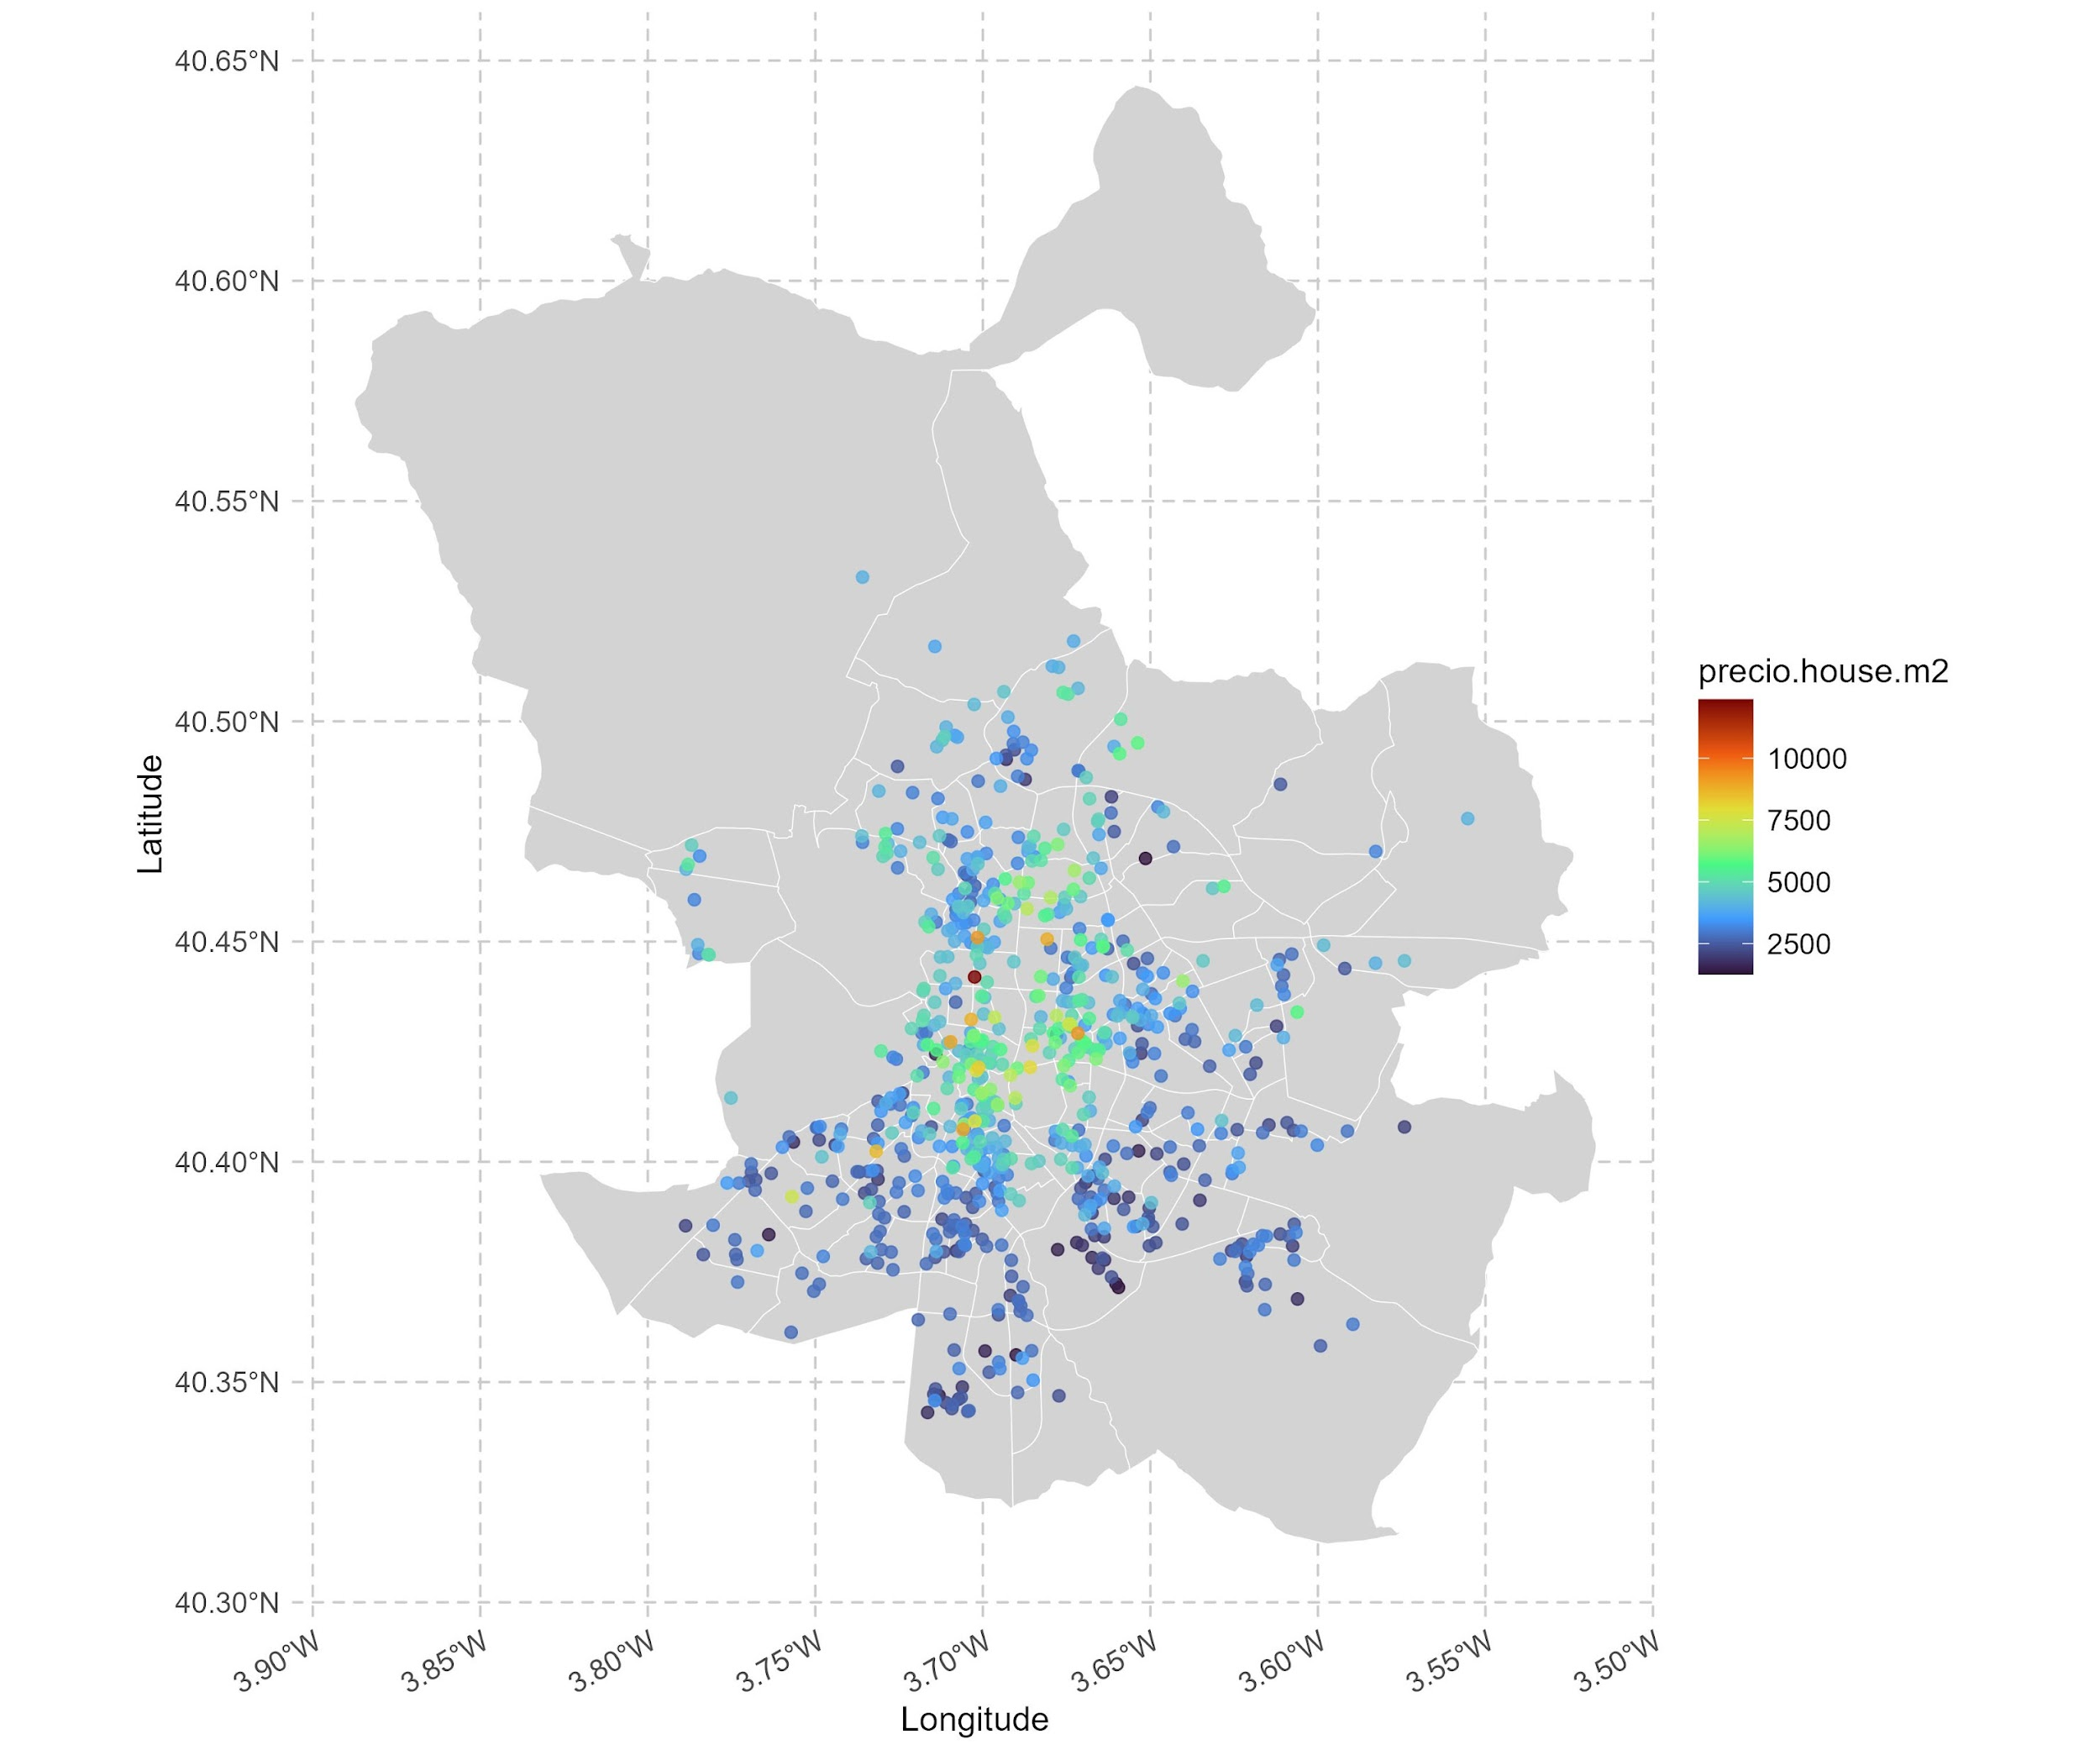 40.65°N
40.60°N
40.55°N
40.50°N
40.45°N
40.40°N
40.35°N
40.30°N
Latitude
3.90°W
3.85°W
3.80°W
3.75°W
3.70°W
3.65°W
3.60°W
3.55°W
3.50°W
Longitude
precio.house.m2
10000
7500
5000
2500